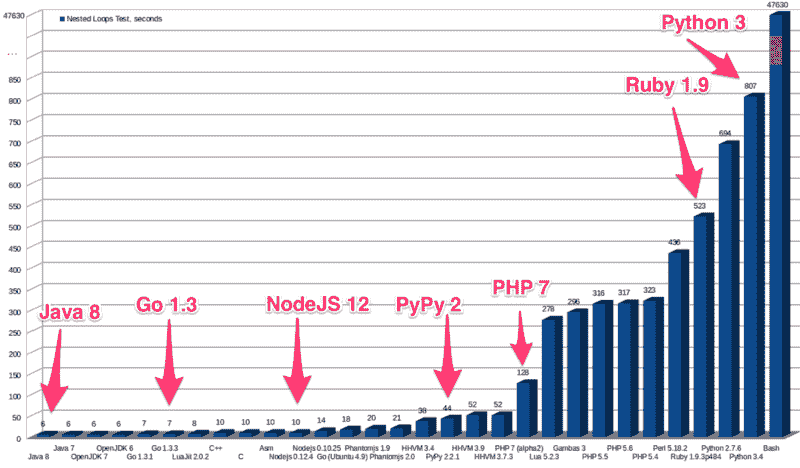 47630
Nested Loops Test, seconds
47630
Python 3
...
850
807
800
Ruby 1.9
750
700
694
650
600
550
523
500
450
436
400
350
Java 8
Go 1.3
NodeJS 12
PyPy 2
PHP 7
323
316
317
300
296
278
250
200
150
128
100
50
6 6 6 6 7 7 8 10 10 10 10 14 18 20 21 38 44 52 52
0
Java 7 OpenJDK 6 Go 1.3.3 C++ Asm Nodejs 0.10.25 Phantomjs 1.9 HHVM 3.4 HHVM 3.9 PHP 7 (alpha2) Gambas 3 PHP 5.6 Perl 5.18.2 Python 2.7.6 Bash
Java 8 OpenJDK 7 Go 1.3.1 LuaJit 2.0.2 C Nodejs 0.12.4 Go (Ubuntu 4.9) Phantomjs 2.0 PyPy 2.2.1 HHVM 3.7.3 Lua 5.2.3 PHP 5.5 PHP 5.4 Ruby 1.9.3p484 Python 3.4